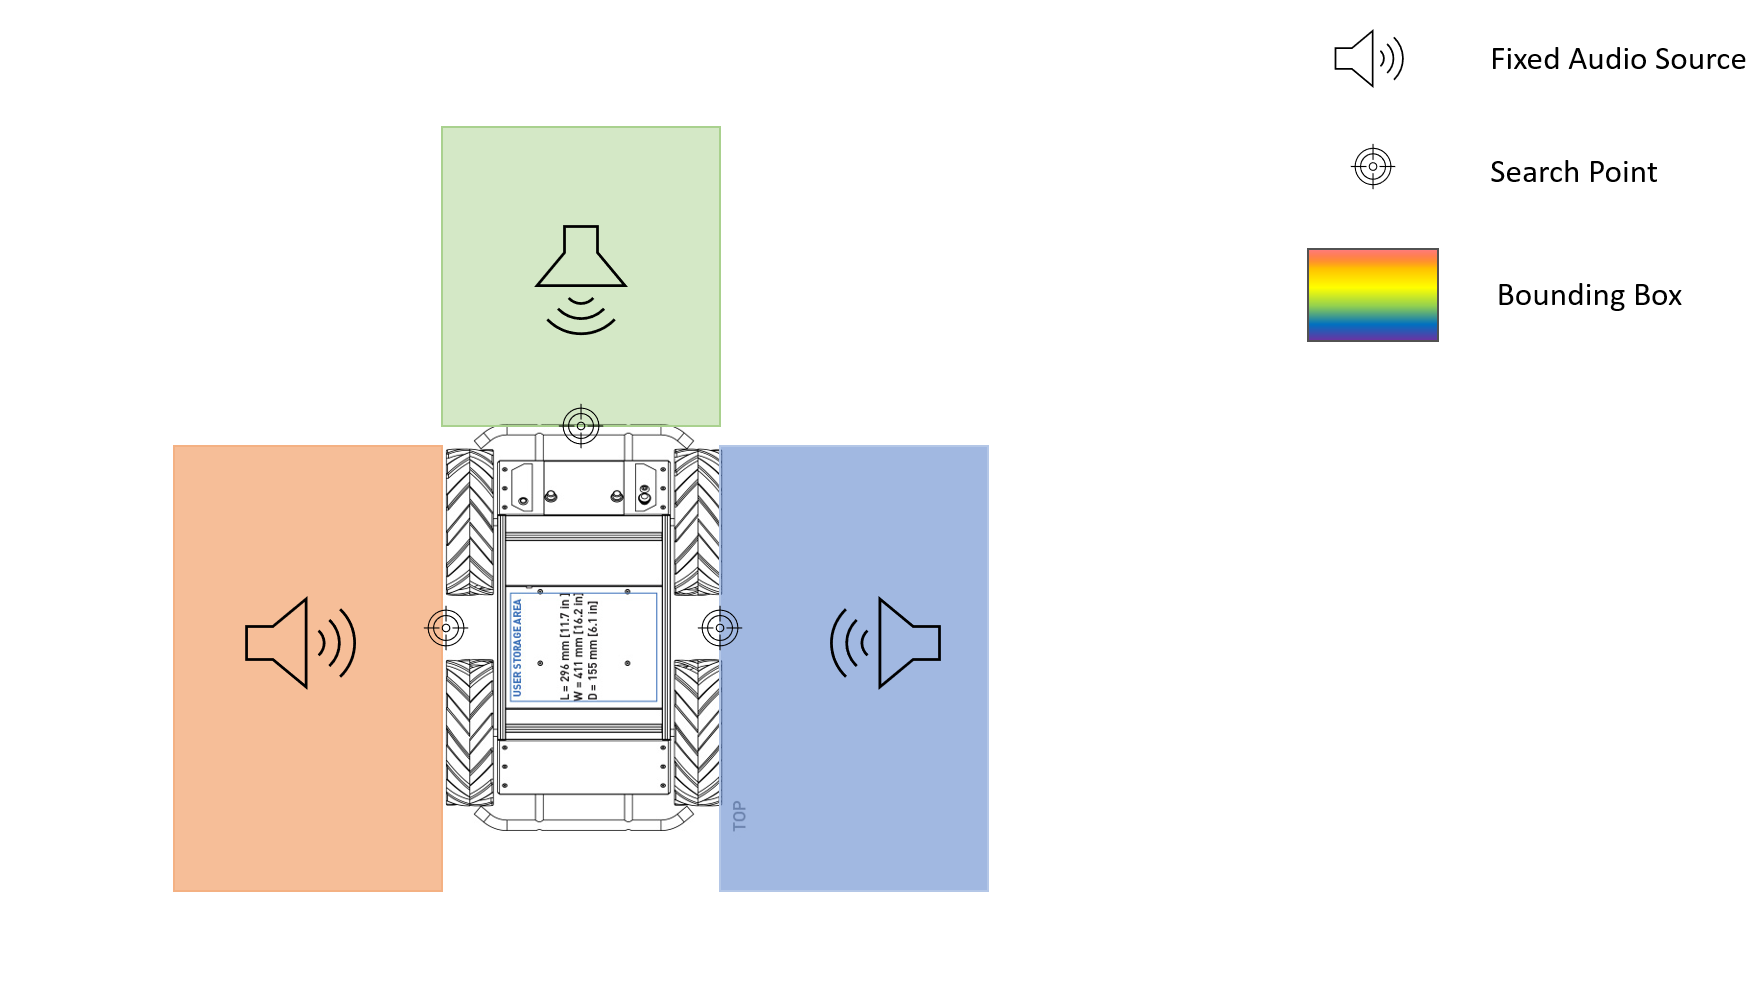 Fixed Audio Source
Search Point
Bounding Box
USER STORAGE AREA
L = 296 mm [11.7 in ]
W = 411 mm [16.2 in]
D = 155 mm [6.1 in]
TOP